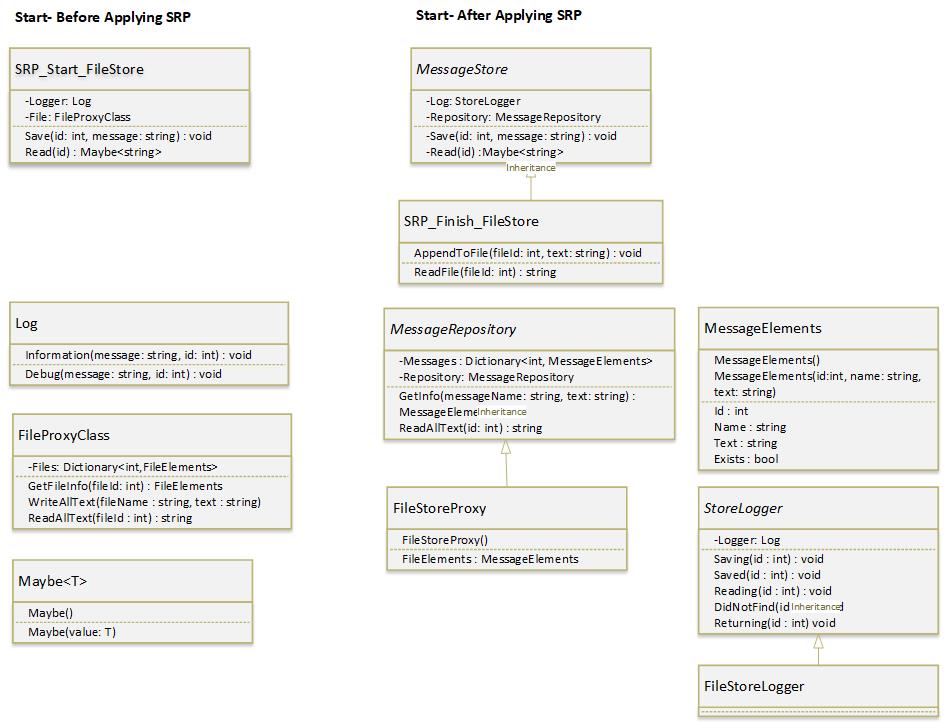 Start- Before Applying SRP
SRP_Start_FileStore
-Logger: Log
-File: FileProxyClass
Save(id: int, message: string) : void
Read(id) : Maybe<string>
Log
Information(message: string, id: int) : void
Debug(message: string, id: int) : void
FileProxyClass
-Files: Dictionary<int,FileElements>
GetFileInfo(fileId: int) : FileElements
WriteAllText(fileName : string, text : string)
ReadAllText(fileId : int) : string
Maybe<T>
Maybe()
Maybe(value: T)
Start- After Applying SRP
MessageStore
-Log: StoreLogger
-Repository: MessageRepository
-Save(id: int, message: string) : void
-Read(id) :Maybe<string>
Inheritance
SRP_Finish_FileStore
AppendToFile(fileId: int, text: string) : void
ReadFile(fileId: int) : string
MessageRepository
-Messages : Dictionary<int, MessageElements>
-Repository: MessageRepository
GetInfo(messageName: string, text: string) :
MessageEleme
Inheritance
ReadAllText(id: int) : string
FileStoreProxy
FileStoreProxy()
FileElements : MessageElements
MessageElements
MessageElements()
MessageElements(id:int, name: string,
text: string)
Id : int
Name : string
Text : string
Exists : bool
StoreLogger
-Logger: Log
Saving(id : int) : void
Saved(id : int) : void
Reading(id : int) : void
DidNotFind(id
Inheritance
Returning(id : int) void
FileStoreLogger